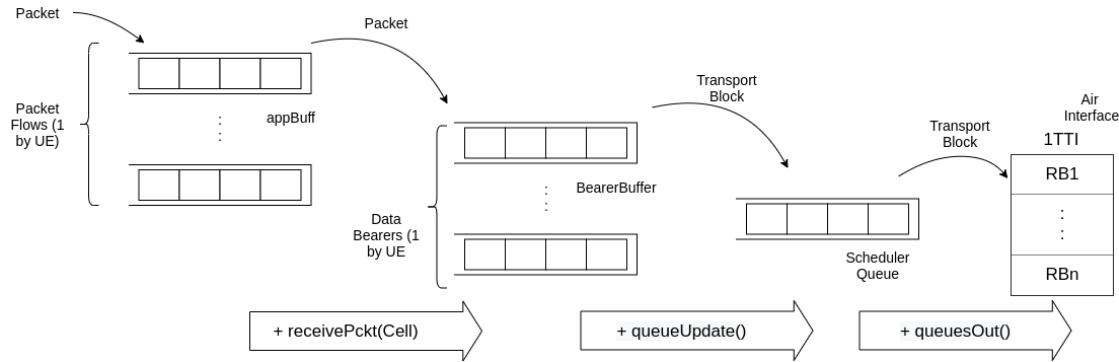 Packet
Packet
Flows (1
by UE)
appBuff
Packet
Data
Bearers (1
by UE
BearerBuffer
Transport
Block
Scheduler
Queue
Transport
Block
Air
Interface
1TTI
RB1
RBn
+ receivePckt(Cell)
+ queueUpdate()
+ queuesOut()